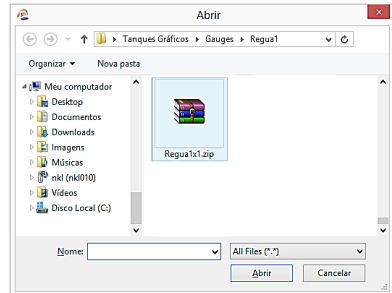 Abrir
Tanques Gráficos
Gauges
Regua1
Organizar
Nova pasta
Meu computador
Desktop
Documentos
Downloads
Imagens
Músicas
nkl (nkl010)
Vídeos
Disco Local (C:)
Regua1x1.zip
Nome:
All Files (*.*)
Abrir
Cancelar